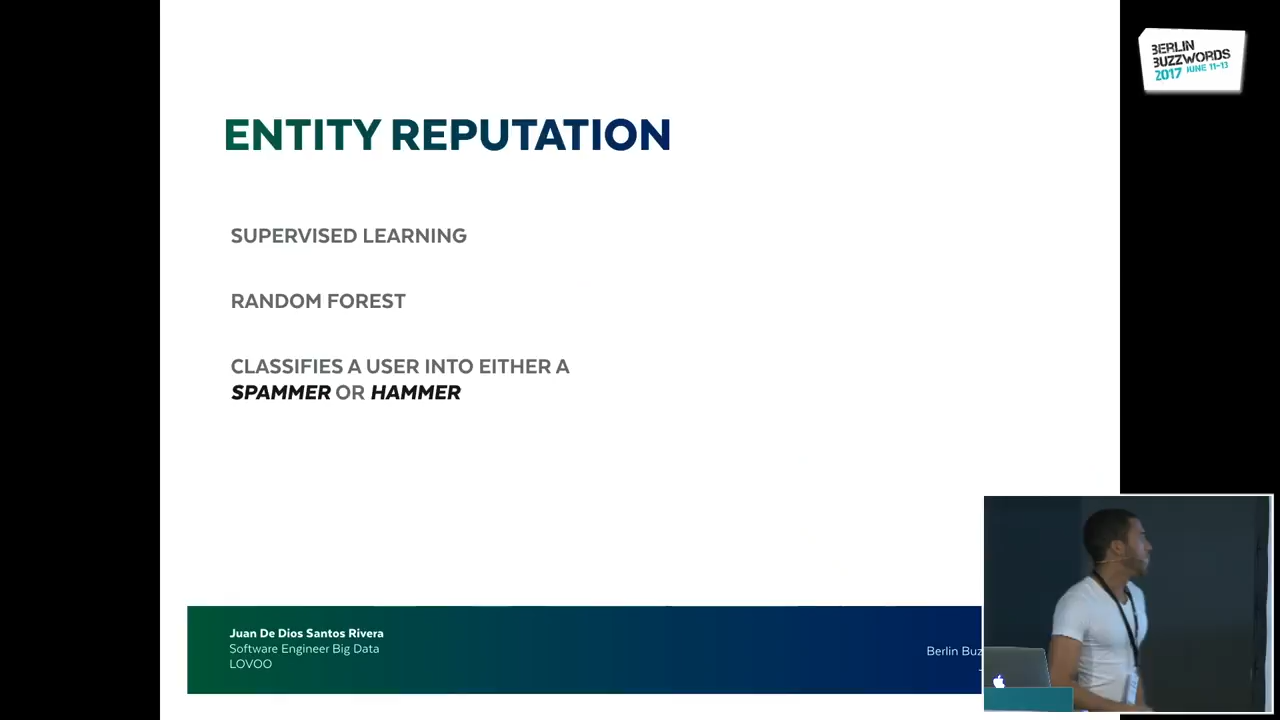 BERLIN
BUZZWORDS
2017 JUNE 11-13
ENTITY REPUTATION
SUPERVISED LEARNING
RANDOM FOREST
CLASSIFIES A USER INTO EITHER A
SPAMMER OR HAMMER
Juan De Dios Santos Rivera
Software Engineer Big Data
LOVOO
Berlin Buz